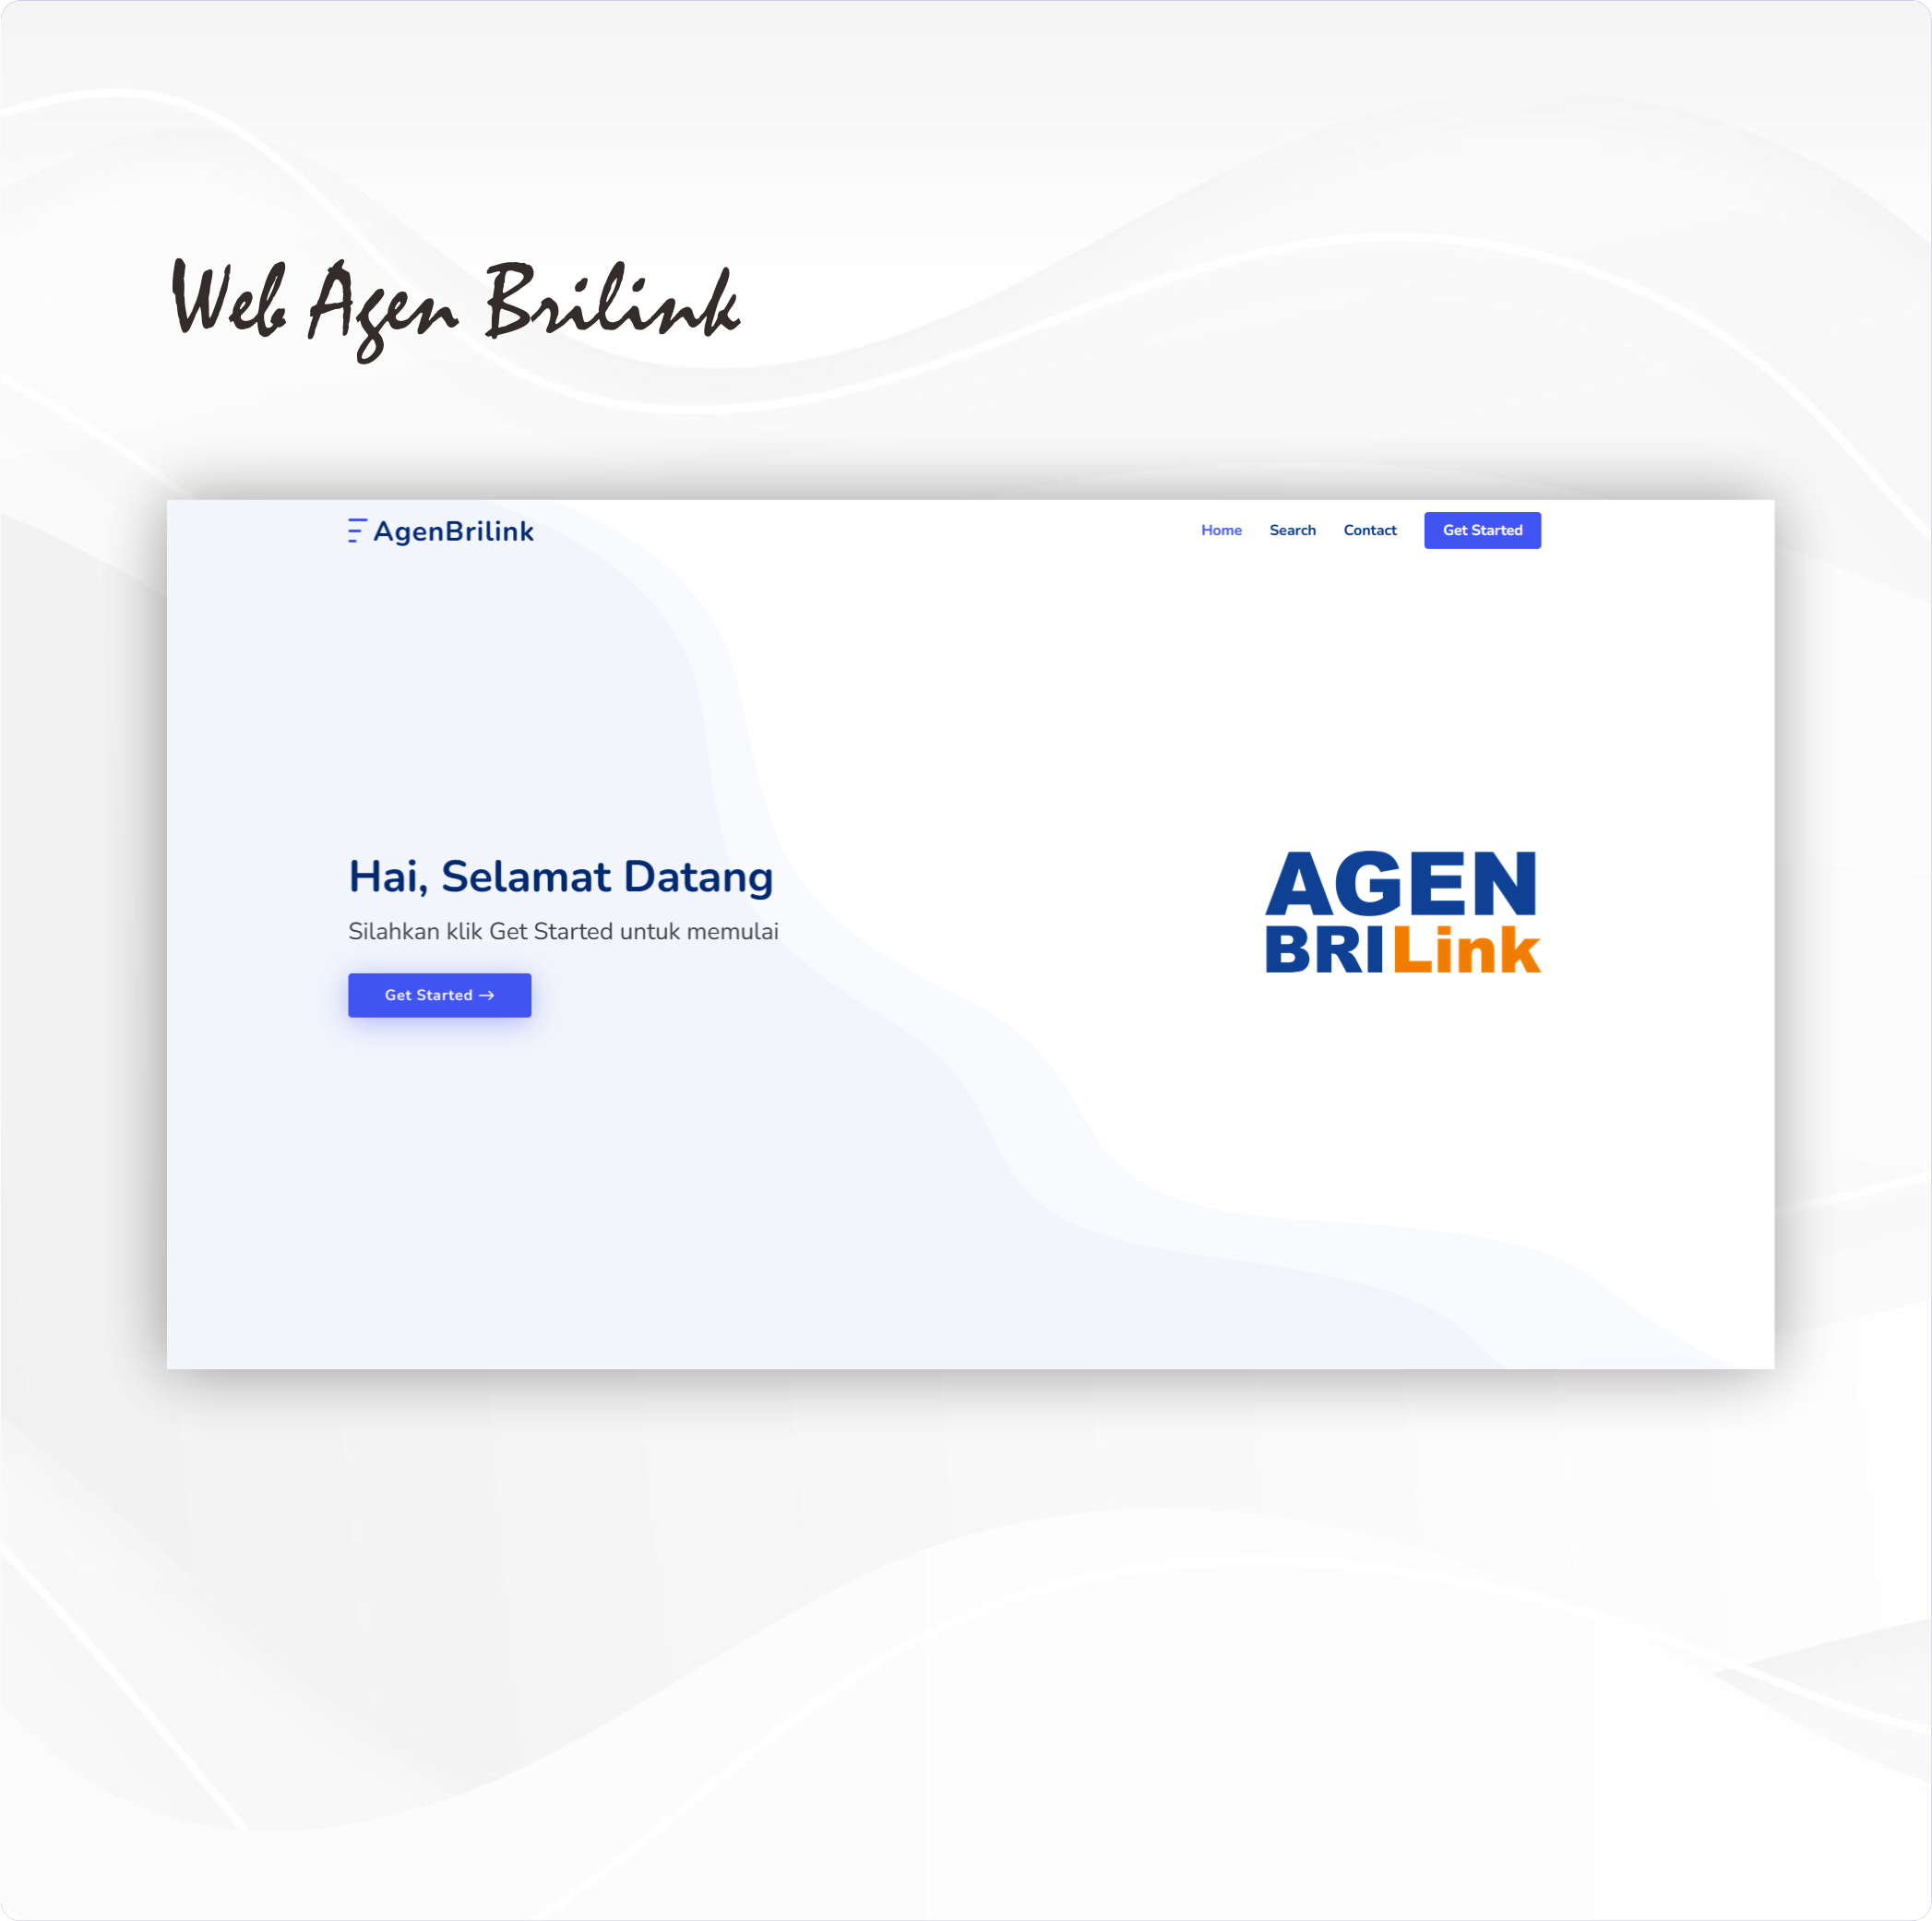 Web Agen Brilink
AgenBrilink
Home Search Contact Get Started
Hai, Selamat Datang
Silahkan klik Get Started untuk memulai
Get Started →
AGEN
BRILink